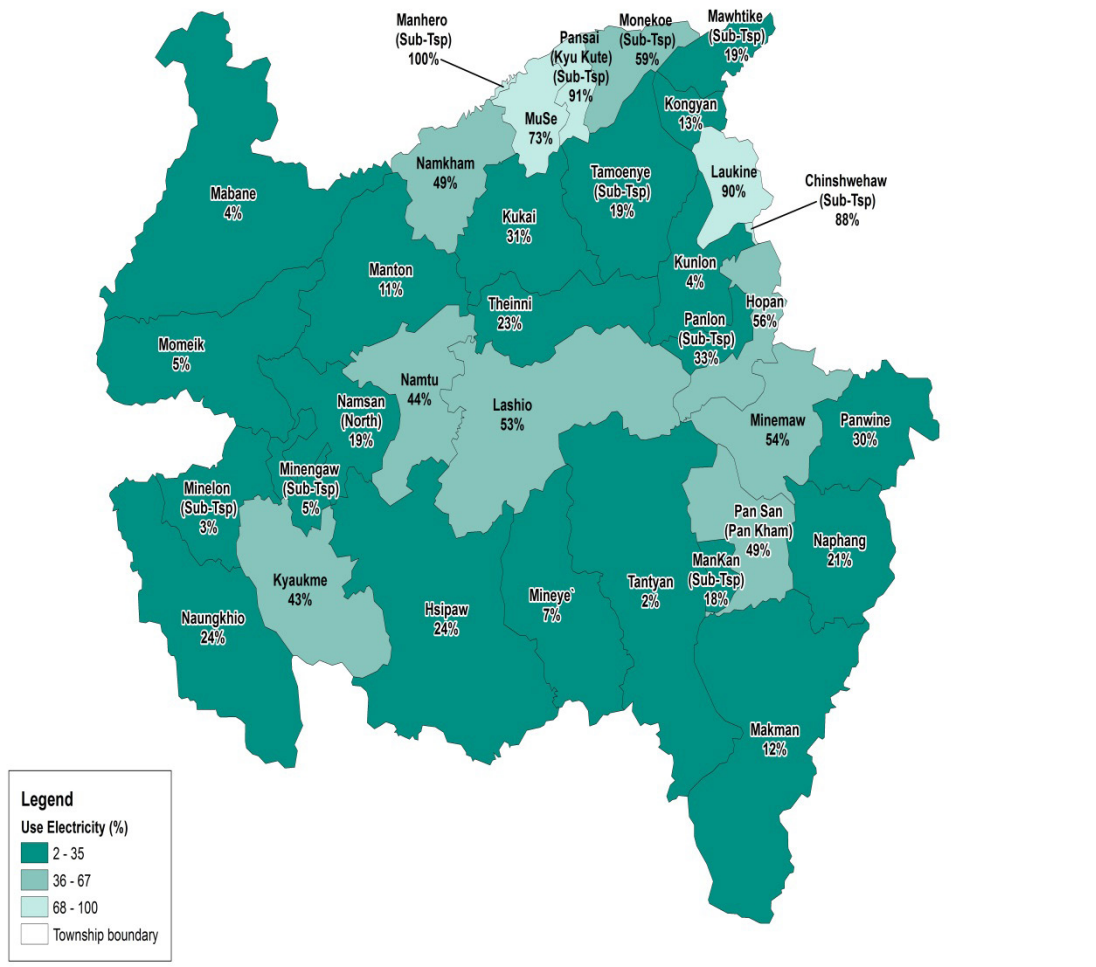 Manhero
(Sub-Tsp)
100%
Pansai
(Kyu Kute)
(Sub-Tsp)
91%
Monekoe
(Sub-Tsp)
59%
Mawhtike
(Sub-Tsp)
19%
Kongyan
13%
MuSe
73%
Namkham
49%
Tamoenye
(Sub-Tsp)
19%
Laukine
90%
Chinshwehaw
(Sub-Tsp)
88%
Mabane
4%
Kukai
31%
Manton
11%
Kunlon
4%
Theinni
23%
Hopan
56%
Panlon
(Sub-Tsp)
33%
Momeik
5%
Namtu
44%
Namsan
(North)
19%
Lashio
53%
Minemaw
54%
Panwine
30%
Minengaw
(Sub-Tsp)
5%
Minelon
(Sub-Tsp)
3%
Pan San
(Pan Kham)
49%
Naphang
21%
ManKan
(Sub-Tsp)
18%
Kyaukme
43%
Tantyan
2%
Mineye`
7%
Hsipaw
24%
Naungkhio
24%
Makman
12%
Legend
Use Electricity (%)
2 - 35
36 - 67
68 - 100
Township boundary